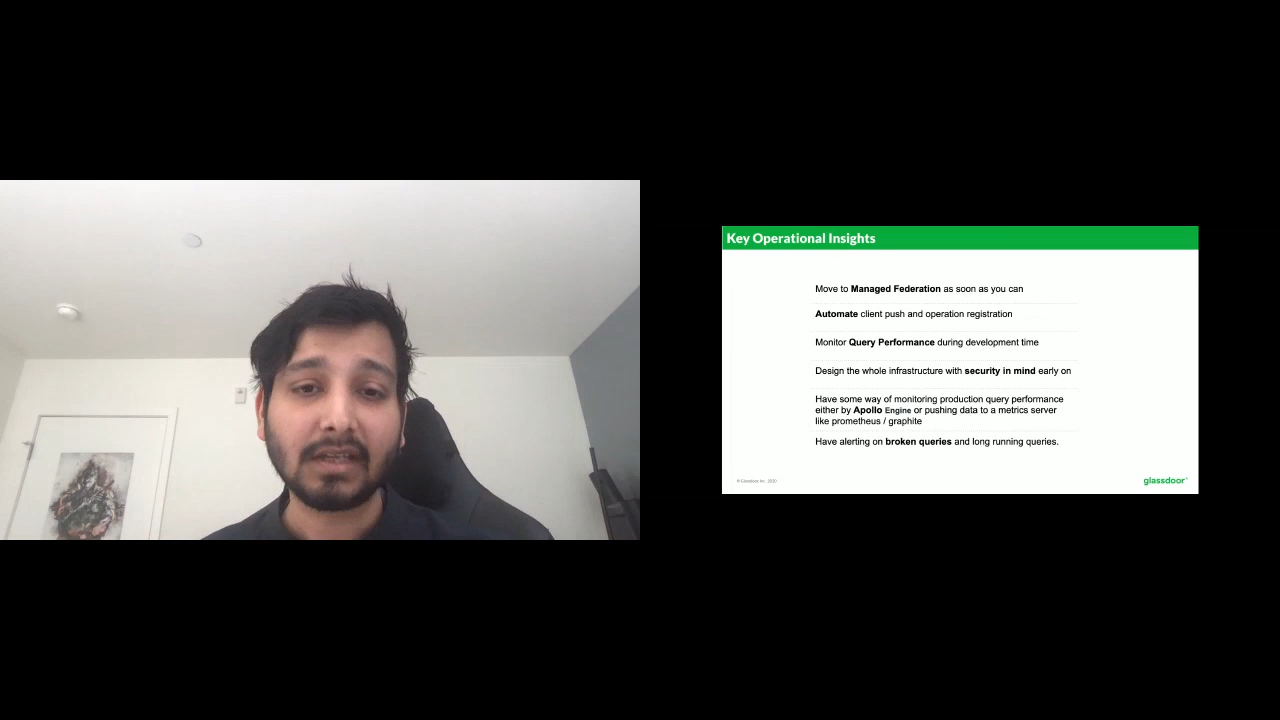 Key Operational Insights
Move to Managed Federation as soon as you can
Automate client push and operation registration
Monitor Query Performance during development time
Design the whole infrastructure with security in mind early on
Have some way of monitoring production query performance
either by Apollo Engine or pushing data to a metrics server
like prometheus / graphite
Have alerting on broken queries and long running queries.
© Glassdoor, Inc. 2020
glassdoor